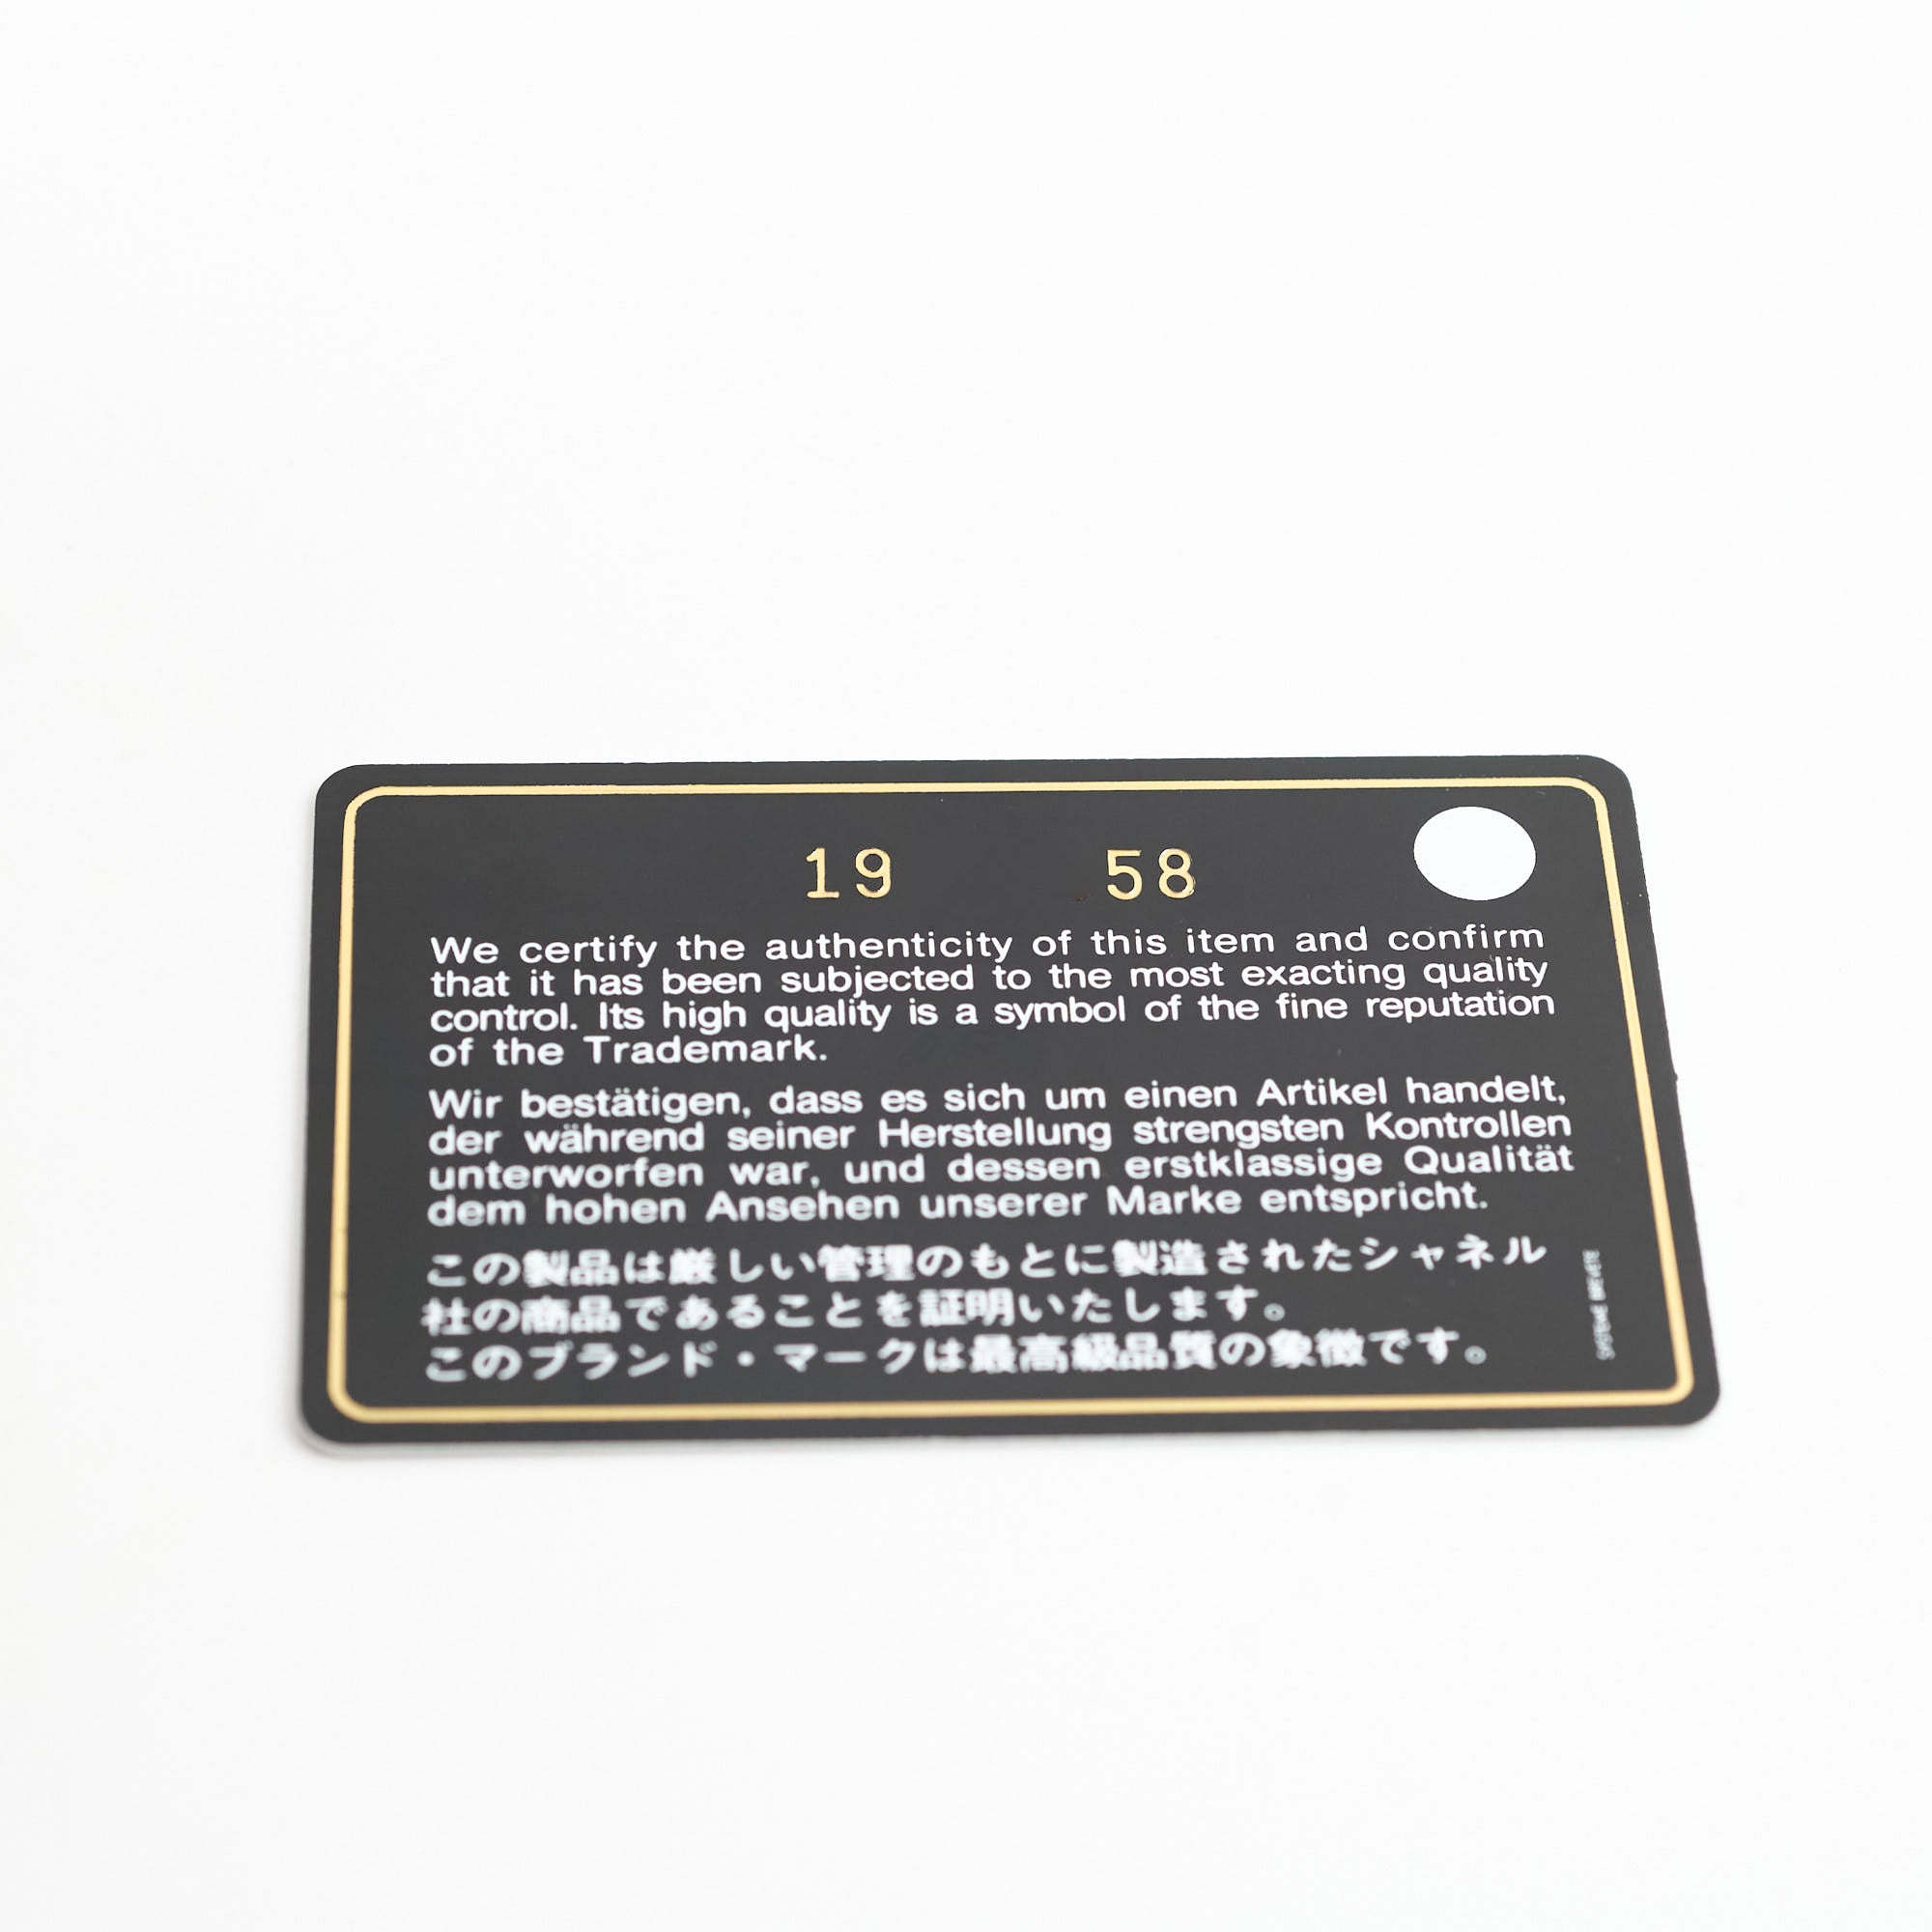 19 58
We certify the authenticity of this item and confirm
that it has been subjected to the most exacting quality
control. Its high quality is a symbol of the fine reputation
of the Trademark.
Wir bestätigen, dass es sich um einen Artikel handelt,
der während seiner Herstellung strengsten Kontrollen
unterworfen war, und dessen erstklassige Qualität
dem hohen Ansehen unserer Marke entspricht.
この製品は厳しい管理のもとに製造されたシャネル
社の商品であることを証明いたします。
このブランド・マークは最高級品質の象徴です。
SYSTEME BREVETE